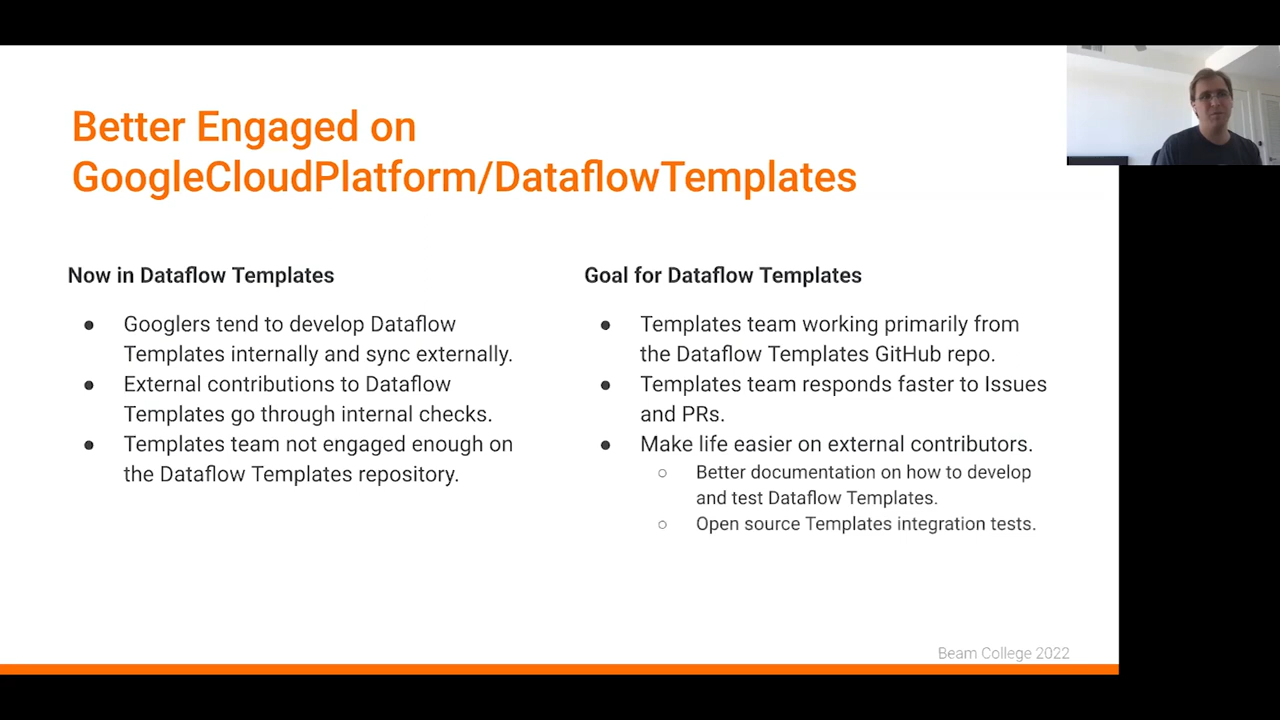 Better Engaged on
GoogleCloudPlatform/DataflowTemplates
Now in Dataflow Templates
● Googlers tend to develop Dataflow
Templates internally and sync externally.
● External contributions to Dataflow
Templates go through internal checks.
● Templates team not engaged enough on
the Dataflow Templates repository.
Goal for Dataflow Templates
● Templates team working primarily from
the Dataflow Templates GitHub repo.
● Templates team responds faster to Issues
and PRs.
● Make life easier on external contributors.
○ Better documentation on how to develop
and test Dataflow Templates.
○ Open source Templates integration tests.
Beam College 2022